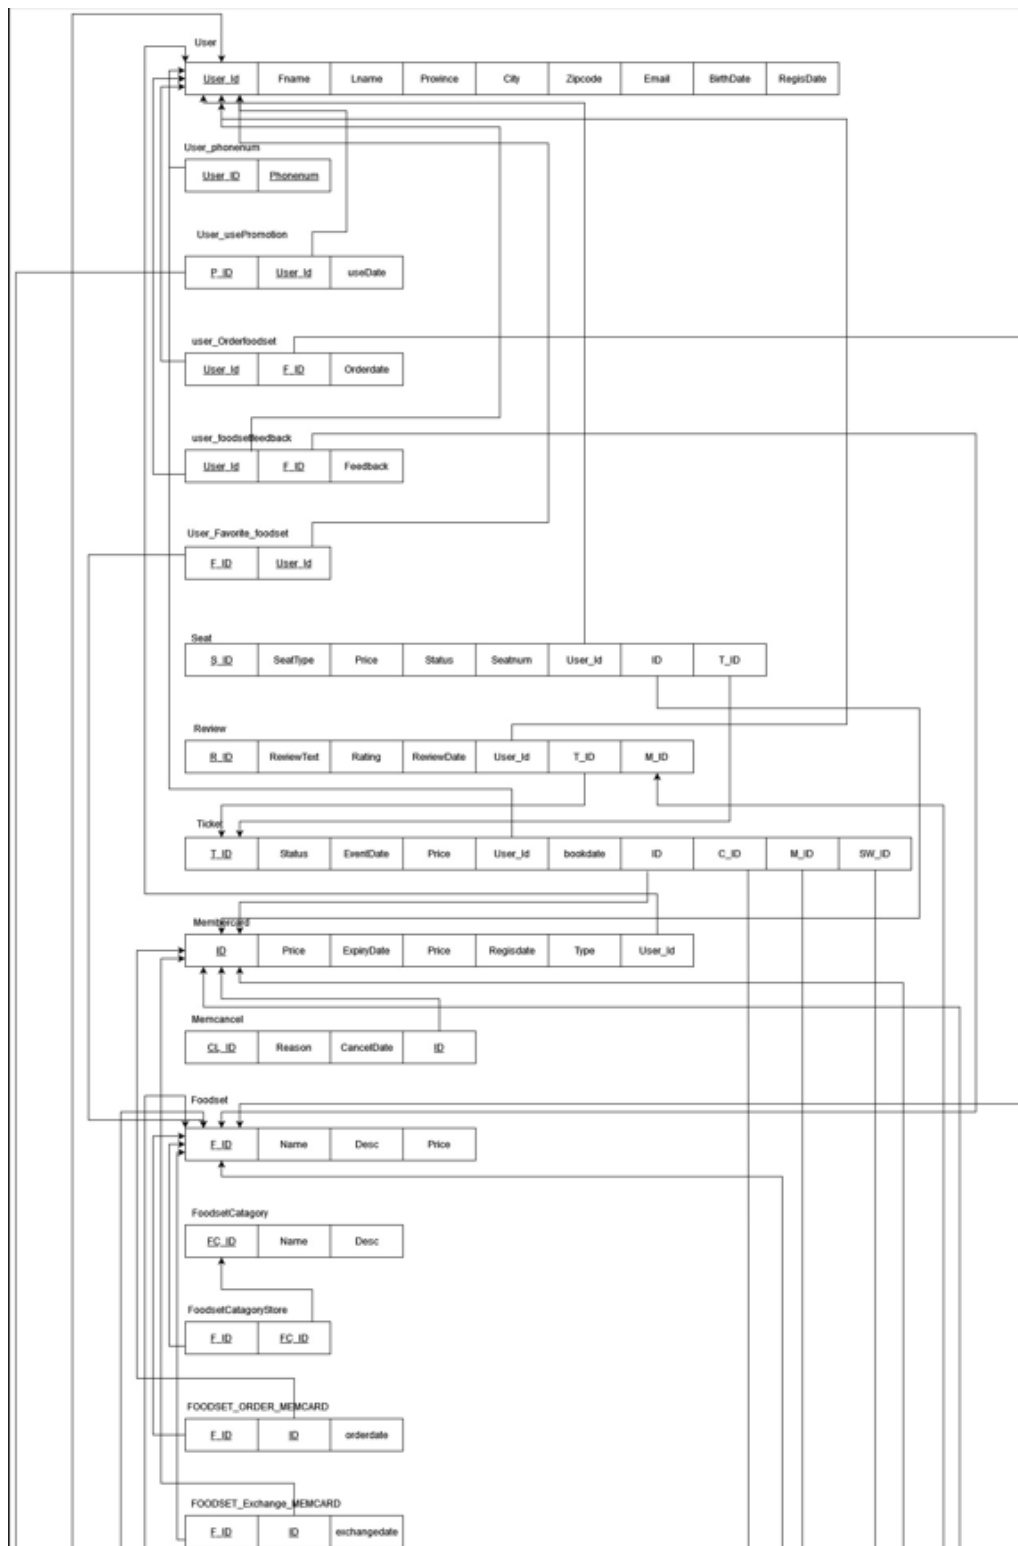 User
User_Id Fname Lname Province City Zipcode Email BirthDate RegisDate
User_phonenum
User_ID Phonenum
User_usePromotion
P_ID User_Id useDate
user_Orderfoodset
User_Id F_ID Orderdate
user_foodsetfeedback
User_Id F_ID Feedback
User_Favorite_foodset
F_ID User_Id
Seat
S_ID SeatType Price Status Seatnum User_Id ID T_ID
Review
R_ID ReviewText Rating ReviewDate User_Id T_ID M_ID
Ticket
T_ID Status EventDate Price User_Id bookdate ID C_ID M_ID SW_ID
Membercard
ID Price ExpiryDate Price Regisdate Type User_Id
Memcancel
CL_ID Reason CancelDate ID
Foodset
F_ID Name Desc Price
FoodsetCatagory
FC_ID Name Desc
FoodsetCatagoryStore
F_ID FC_ID
FOODSET_ORDER_MEMCARD
F_ID ID orderdate
FOODSET_Exchange_MEMCARD
F_ID ID exchangedate